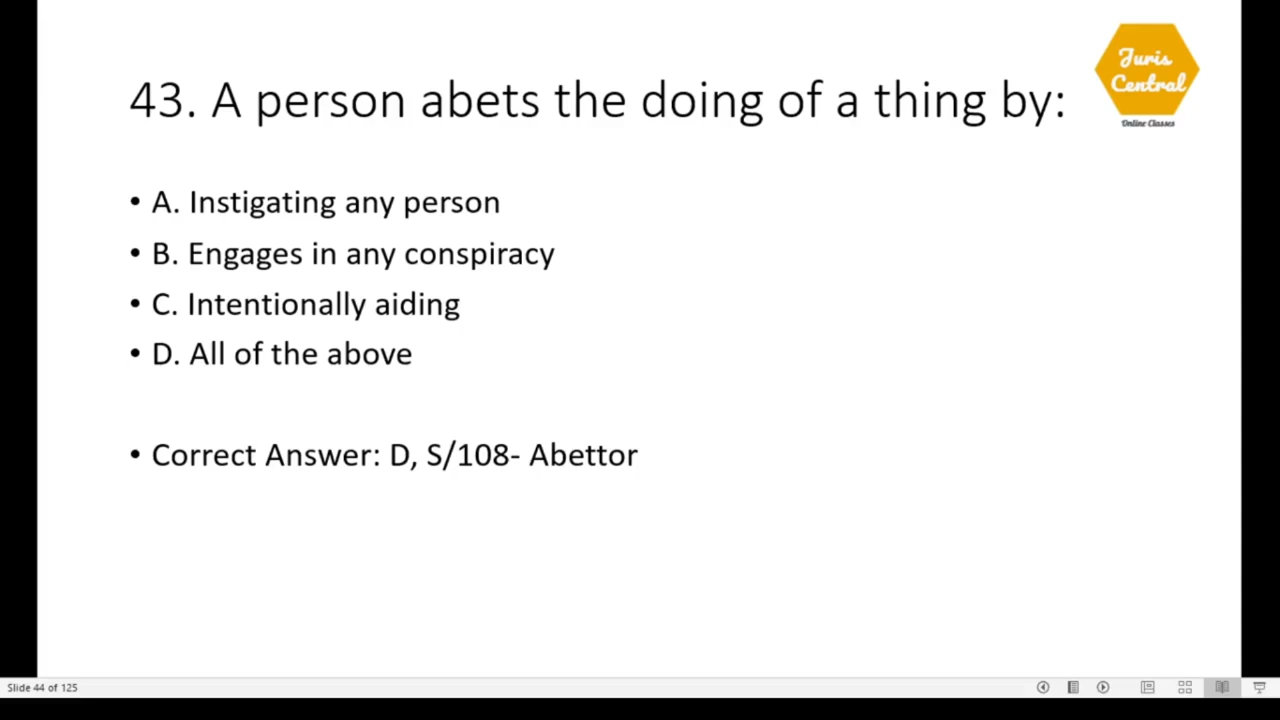 43. A person abets the doing of a thing by:
Juris
Central
Online Classes
• A. Instigating any person
• B. Engages in any conspiracy
• C. Intentionally aiding
• D. All of the above
• Correct Answer: D, S/108- Abettor
Slide 44 of 125